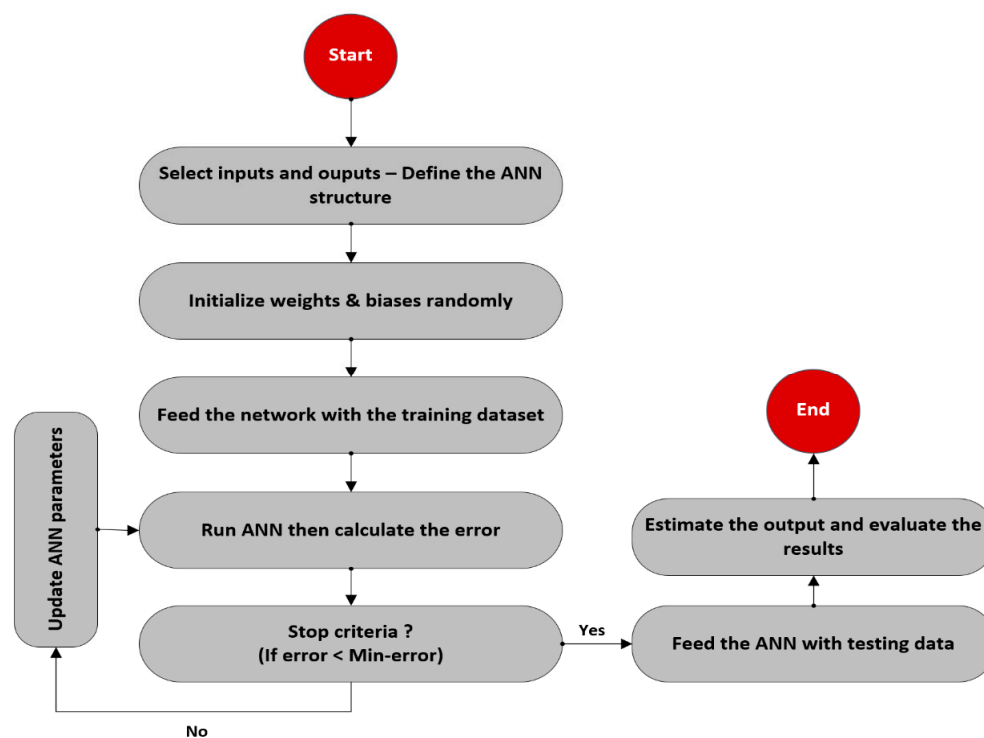 Start
Select inputs and ouputs – Define the ANN
structure
Initialize weights & biases randomly
Feed the network with the training dataset
Run ANN then calculate the error
Update ANN parameters
Stop criteria ?
(If error < Min-error)
No
Yes
Feed the ANN with testing data
Estimate the output and evaluate the
results
End